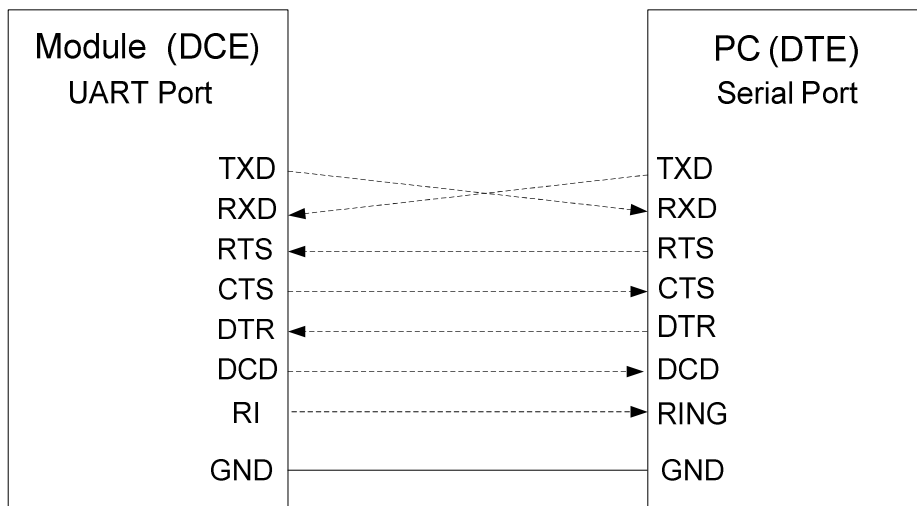 Module (DCE)
UART Port
TXD
RXD
RTS
CTS
DTR
DCD
RI
GND
PC (DTE)
Serial Port
TXD
RXD
RTS
CTS
DTR
DCD
RING
GND